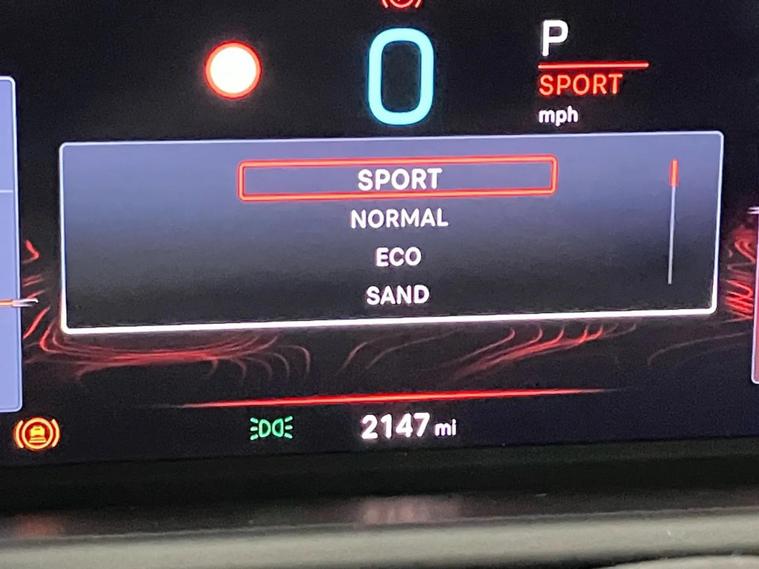 P
0
SPORT
mph
SPORT
NORMAL
ECO
SAND
2147 mi